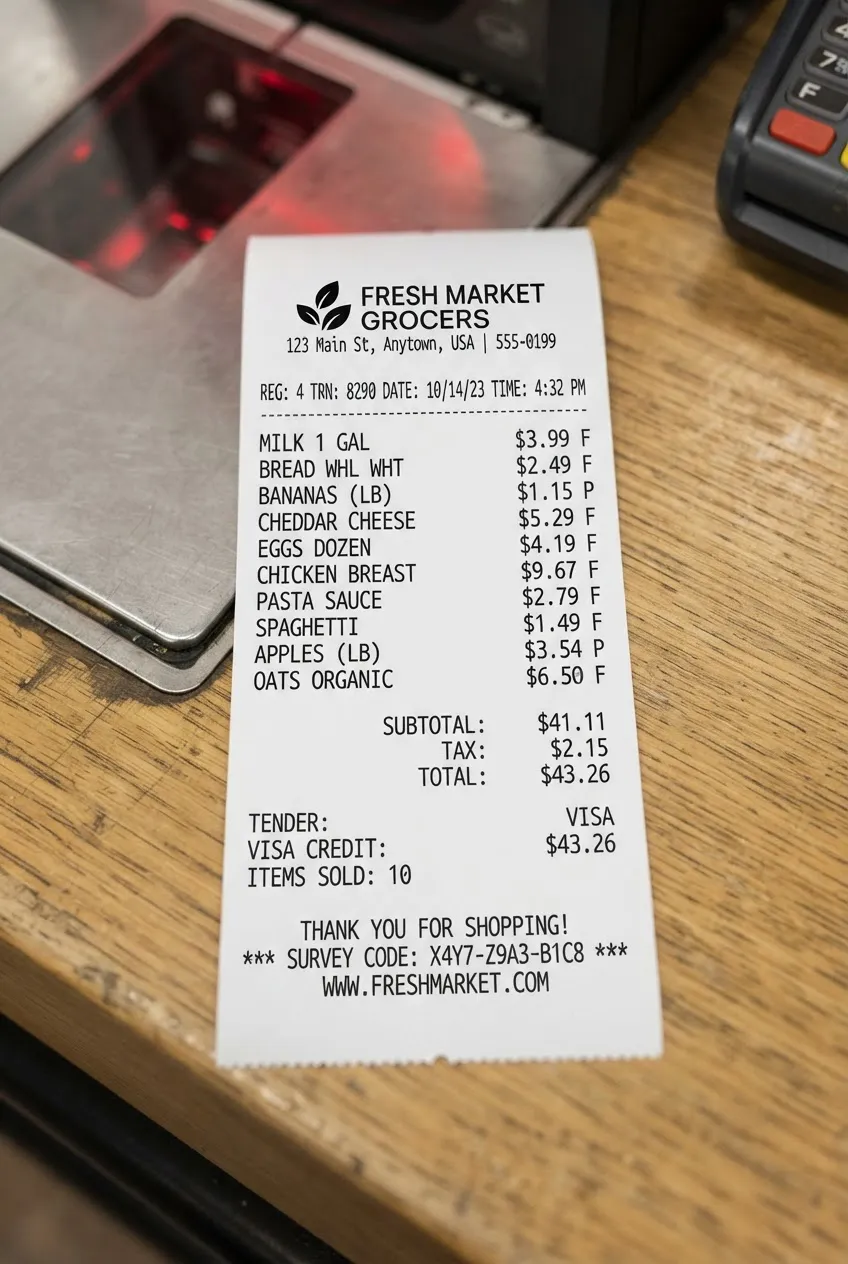 FRESH MARKET
GROCERS
123 Main St, Anytown, USA | 555-0199
REG: 4 TRN: 8290 DATE: 10/14/23 TIME: 4:32 PM
MILK 1 GAL $3.99 F
BREAD WHL WHT $2.49 F
BANANAS (LB) $1.15 P
CHEDDAR CHEESE $5.29 F
EGGS DOZEN $4.19 F
CHICKEN BREAST $9.67 F
PASTA SAUCE $2.79 F
SPAGHETTI $1.49 F
APPLES (LB) $3.54 P
OATS ORGANIC $6.50 F
SUBTOTAL: $41.11
TAX: $2.15
TOTAL: $43.26
TENDER: VISA
VISA CREDIT: $43.26
ITEMS SOLD: 10
THANK YOU FOR SHOPPING!
*** SURVEY CODE: X4Y7-Z9A3-B1C8 ***
WWW.FRESHMARKET.COM
4
7
F